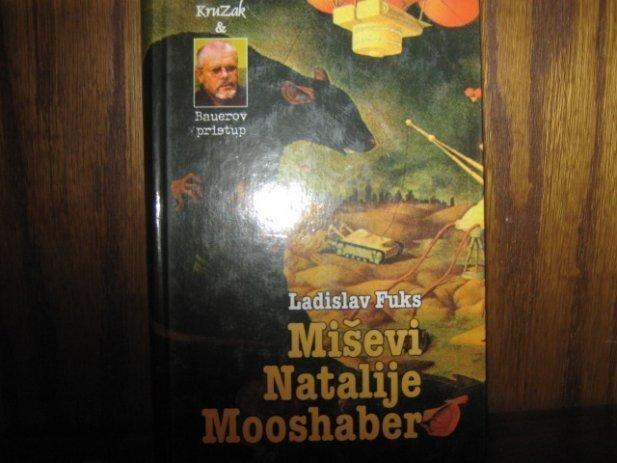 KruZak
&
Bauerov
pristup
Ladislav Fuks
Miševi
Natalije
Mooshaber